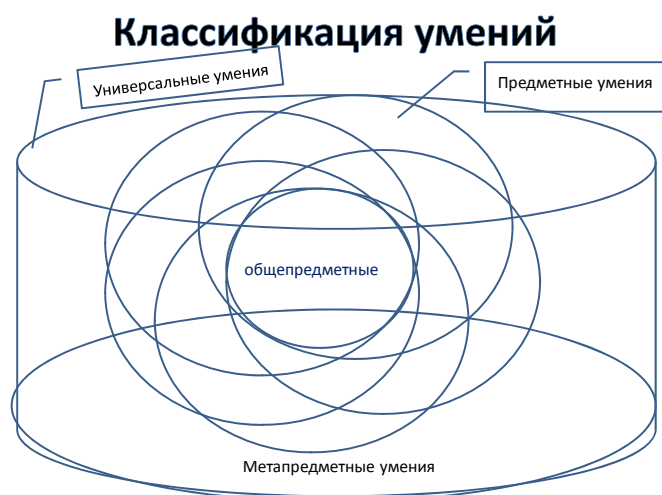 Классификация умений
Универсальные умения
Предметные умения
общепредметные
Метапредметные умения